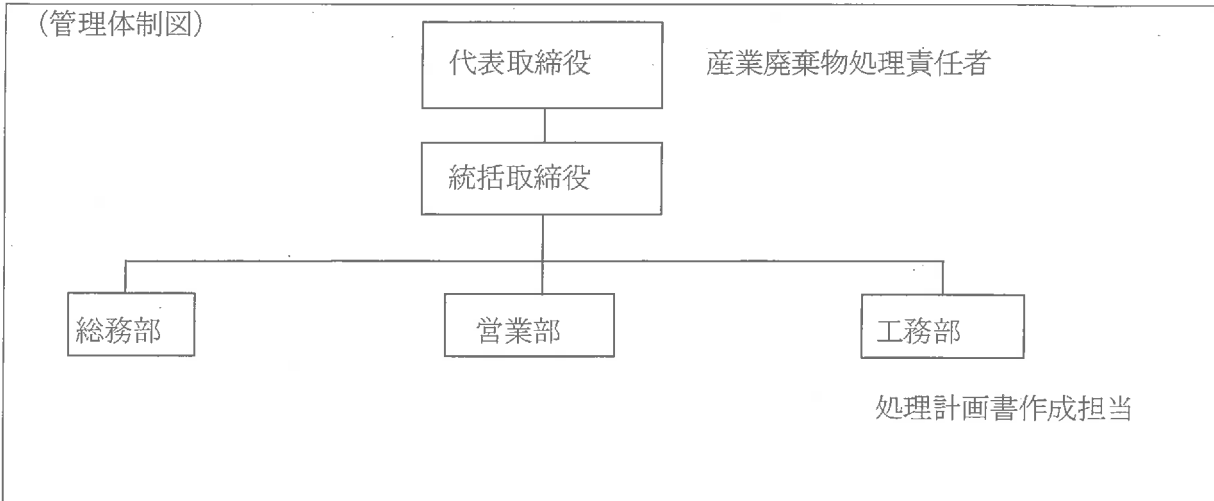 (管理体制図)
代表取締役
産業廃棄物処理責任者
統括取締役
総務部
営業部
工務部
処理計画書作成担当